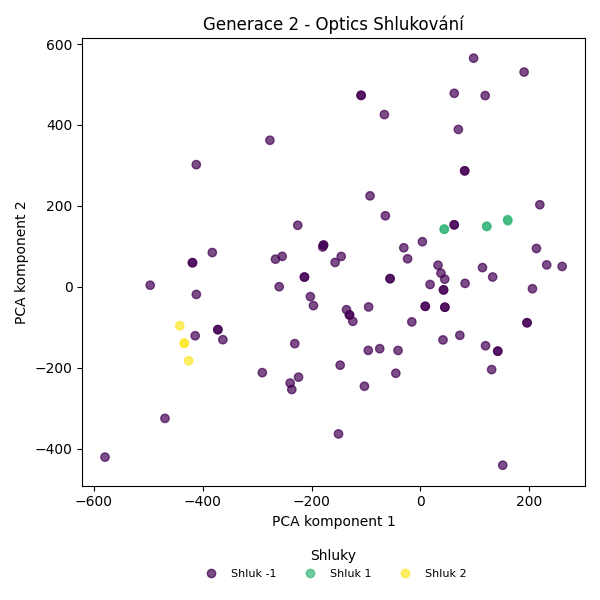 Generace 2 - Optics Shlukování
600
400
200
0
−200
−400
PCA komponent 2
−600
−400
−200
0
200
PCA komponent 1
Shluky
Shluk -1
Shluk 1
Shluk 2